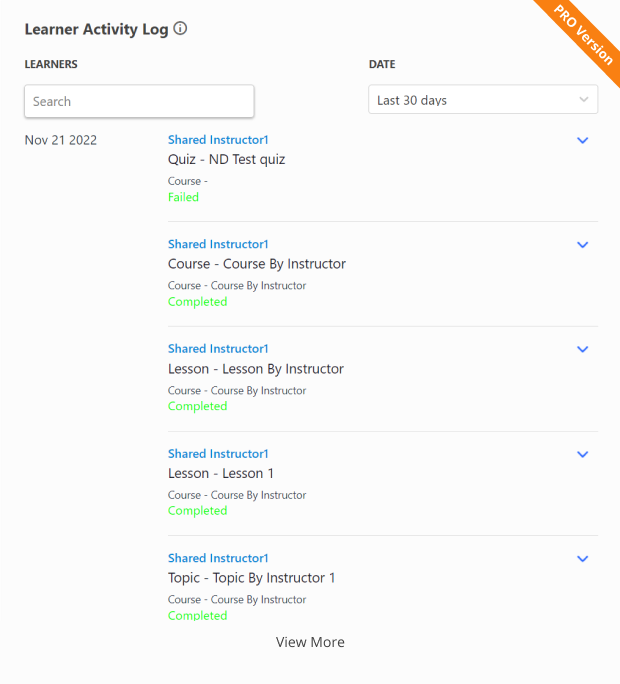 Learner Activity Log
PRO Version
LEARNERS
DATE
Search
Last 30 days
Nov 21 2022
Shared Instructor1
Quiz - ND Test quiz
Course -
Failed
Shared Instructor1
Course - Course By Instructor
Course - Course By Instructor
Completed
Shared Instructor1
Lesson - Lesson By Instructor
Course - Course By Instructor
Completed
Shared Instructor1
Lesson - Lesson 1
Course - Course By Instructor
Completed
Shared Instructor1
Topic - Topic By Instructor 1
Course - Course By Instructor
Completed
View More